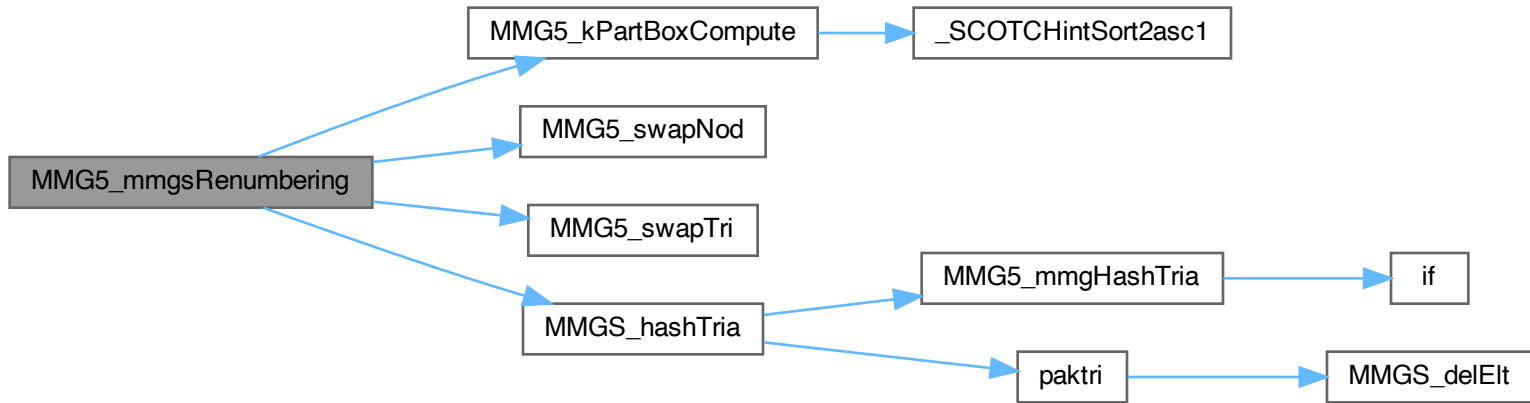 MMG5_kPartBoxCompute
_SCOTCHintSort2asc1
MMG5_swapNod
MMG5_mmgsRenumbering
MMG5_swapTri
MMG5_mmgHashTria
if
MMGS_hashTria
paktri
MMGS_delElt